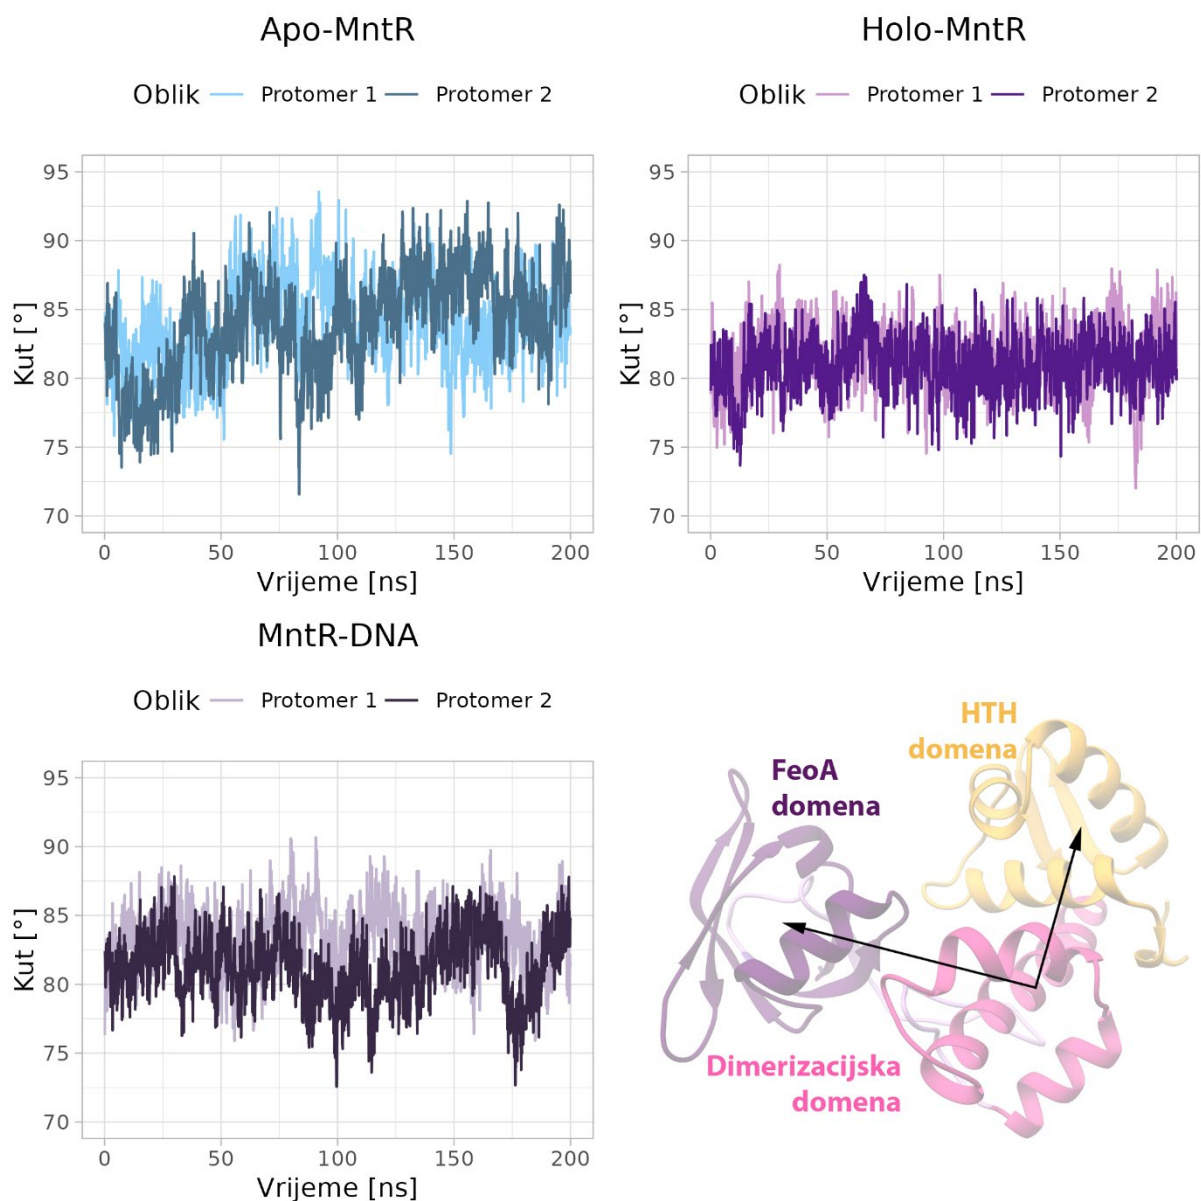 Apo-MntR
Oblik Protomer 1 Protomer 2
Kut [°]
95
90
85
80
75
70
0 50 100 150 200
Vrijeme [ns]
Holo-MntR
Oblik Protomer 1 Protomer 2
Kut [°]
95
90
85
80
75
70
0 50 100 150 200
Vrijeme [ns]
MntR-DNA
Oblik Protomer 1 Protomer 2
Kut [°]
95
90
85
80
75
70
0 50 100 150 200
Vrijeme [ns]
HTH
domena
FeoA
domena
Dimerizacijska
domena